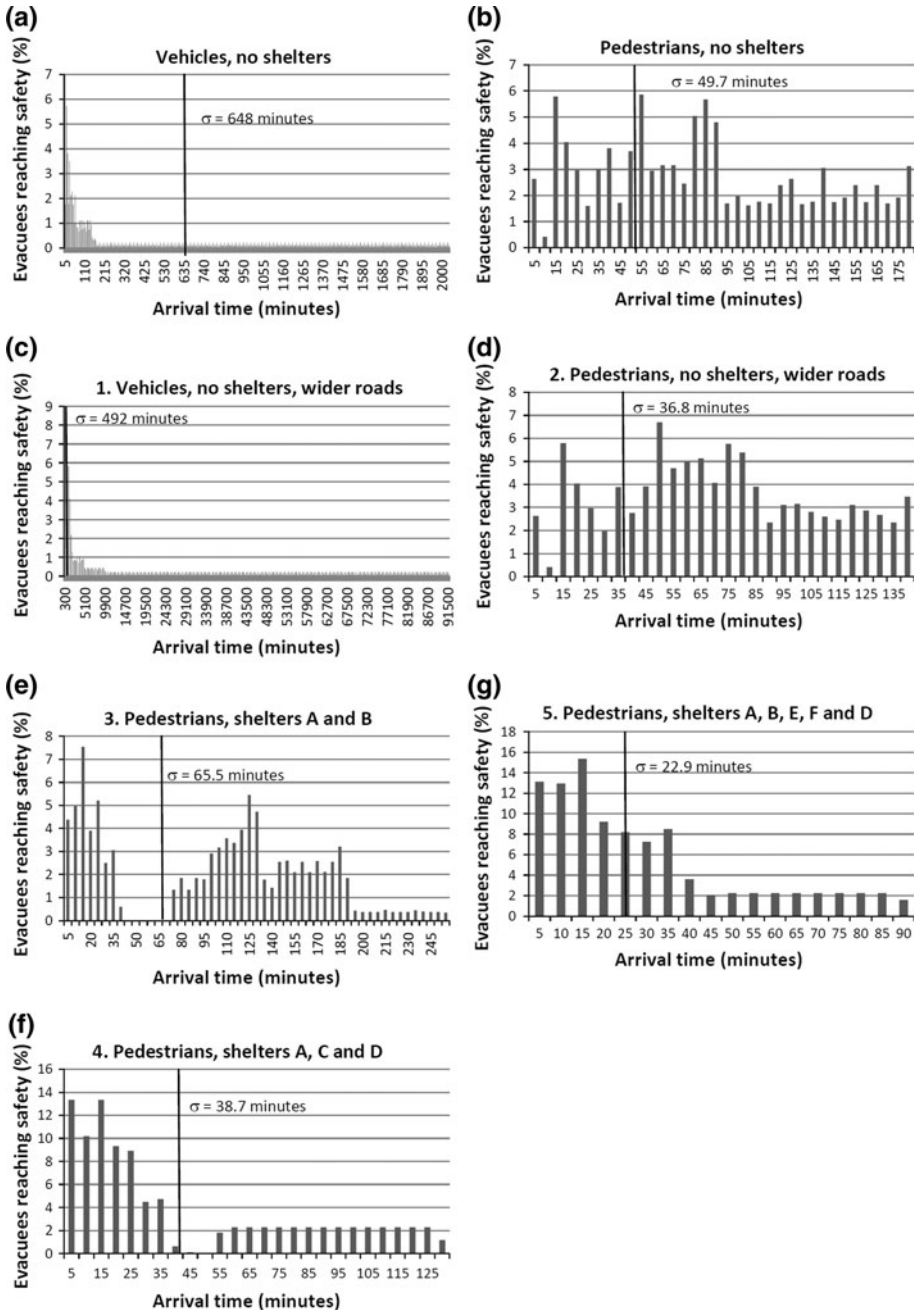 (a)
Vehicles, no shelters
Evacuees reaching safety (%)
7
6
5
4
3
2
1
0
σ = 648 minutes
5 110 215 320 425 530 635 740 845 950 1055 1160 1265 1370 1475 1580 1685 1790 1895 2000
Arrival time (minutes)
(b)
Pedestrians, no shelters
Evacuees reaching safety (%)
7
6
5
4
3
2
1
0
σ = 49.7 minutes
5 15 25 35 45 55 65 75 85 95 105 115 125 135 145 155 165 175
Arrival time (minutes)
(c)
1. Vehicles, no shelters, wider roads
Evacuees reaching safety (%)
9
8
7
6
5
4
3
2
1
0
σ = 492 minutes
300 5100 9900 14700 19500 24300 29100 33900 38700 43500 48300 53100 57900 62700 67500 72300 77100 81900 86700 91500
Arrival time (minutes)
(d)
2. Pedestrians, no shelters, wider roads
Evacuees reaching safety (%)
8
7
6
5
4
3
2
1
0
σ = 36.8 minutes
5 15 25 35 45 55 65 75 85 95 105 115 125 135
Arrival time (minutes)
(e)
3. Pedestrians, shelters A and B
Evacuees reaching safety (%)
8
7
6
5
4
3
2
1
0
σ = 65.5 minutes
5 20 35 50 65 80 95 110 125 140 155 170 185 200 215 230 245
Arrival time (minutes)
(g)
5. Pedestrians, shelters A, B, E, F and D
Evacuees reaching safety (%)
18
16
14
12
10
8
6
4
2
0
σ = 22.9 minutes
5 10 15 20 25 30 35 40 45 50 55 60 65 70 75 80 85 90
Arrival time (minutes)
(f)
4. Pedestrians, shelters A, C and D
Evacuees reaching safety (%)
16
14
12
10
8
6
4
2
0
σ = 38.7 minutes
5 15 25 35 45 55 65 75 85 95 105 115 125
Arrival time (minutes)